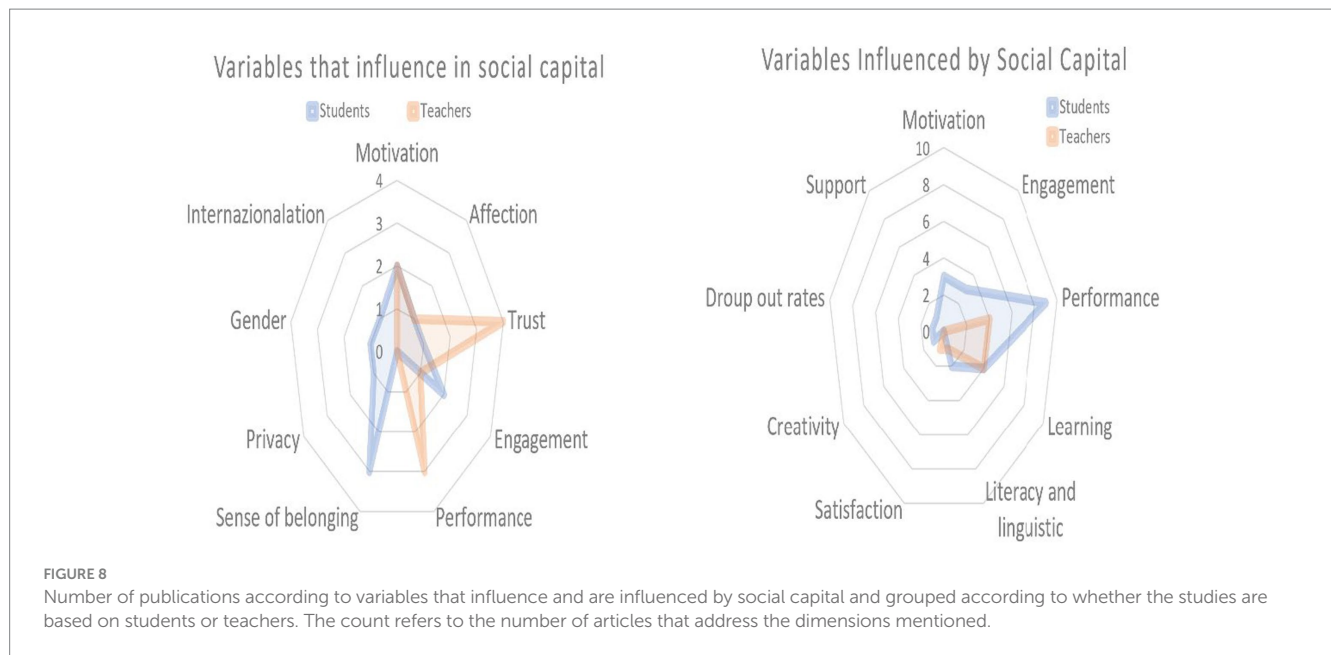 Variables that influence in social capital
Students
Teachers
Motivation
4
3
2
1
0
Affection
Trust
Engagement
Performance
Sense of belonging
Privacy
Gender
Internazionalation
Variables Influenced by Social Capital
Students
Teachers
Motivation
10
8
6
4
2
0
Engagement
Performance
Learning
Literacy and
linguistic
Satisfaction
Creativity
Droup out rates
Support
FIGURE 8
Number of publications according to variables that influence and are influenced by social capital and grouped according to whether the studies are
based on students or teachers. The count refers to the number of articles that address the dimensions mentioned.